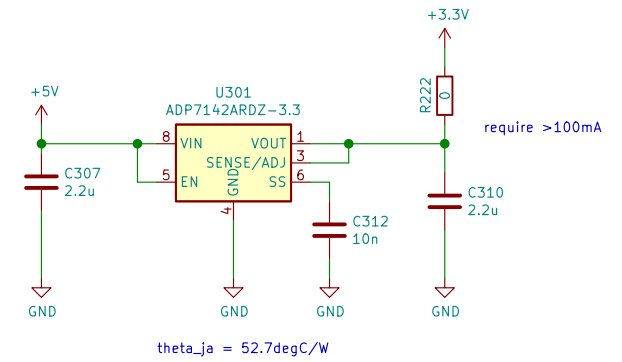 +3.3V
+5V
U301
ADP7142ARDZ-3.3
R222
0
require >100mA
8
VIN
VOUT
1
SENSE/ADJ
3
5
EN
GND
SS
6
4
C307
2.2u
C310
2.2u
C312
10n
GND
GND
GND
GND
theta_ja = 52.7degC/W